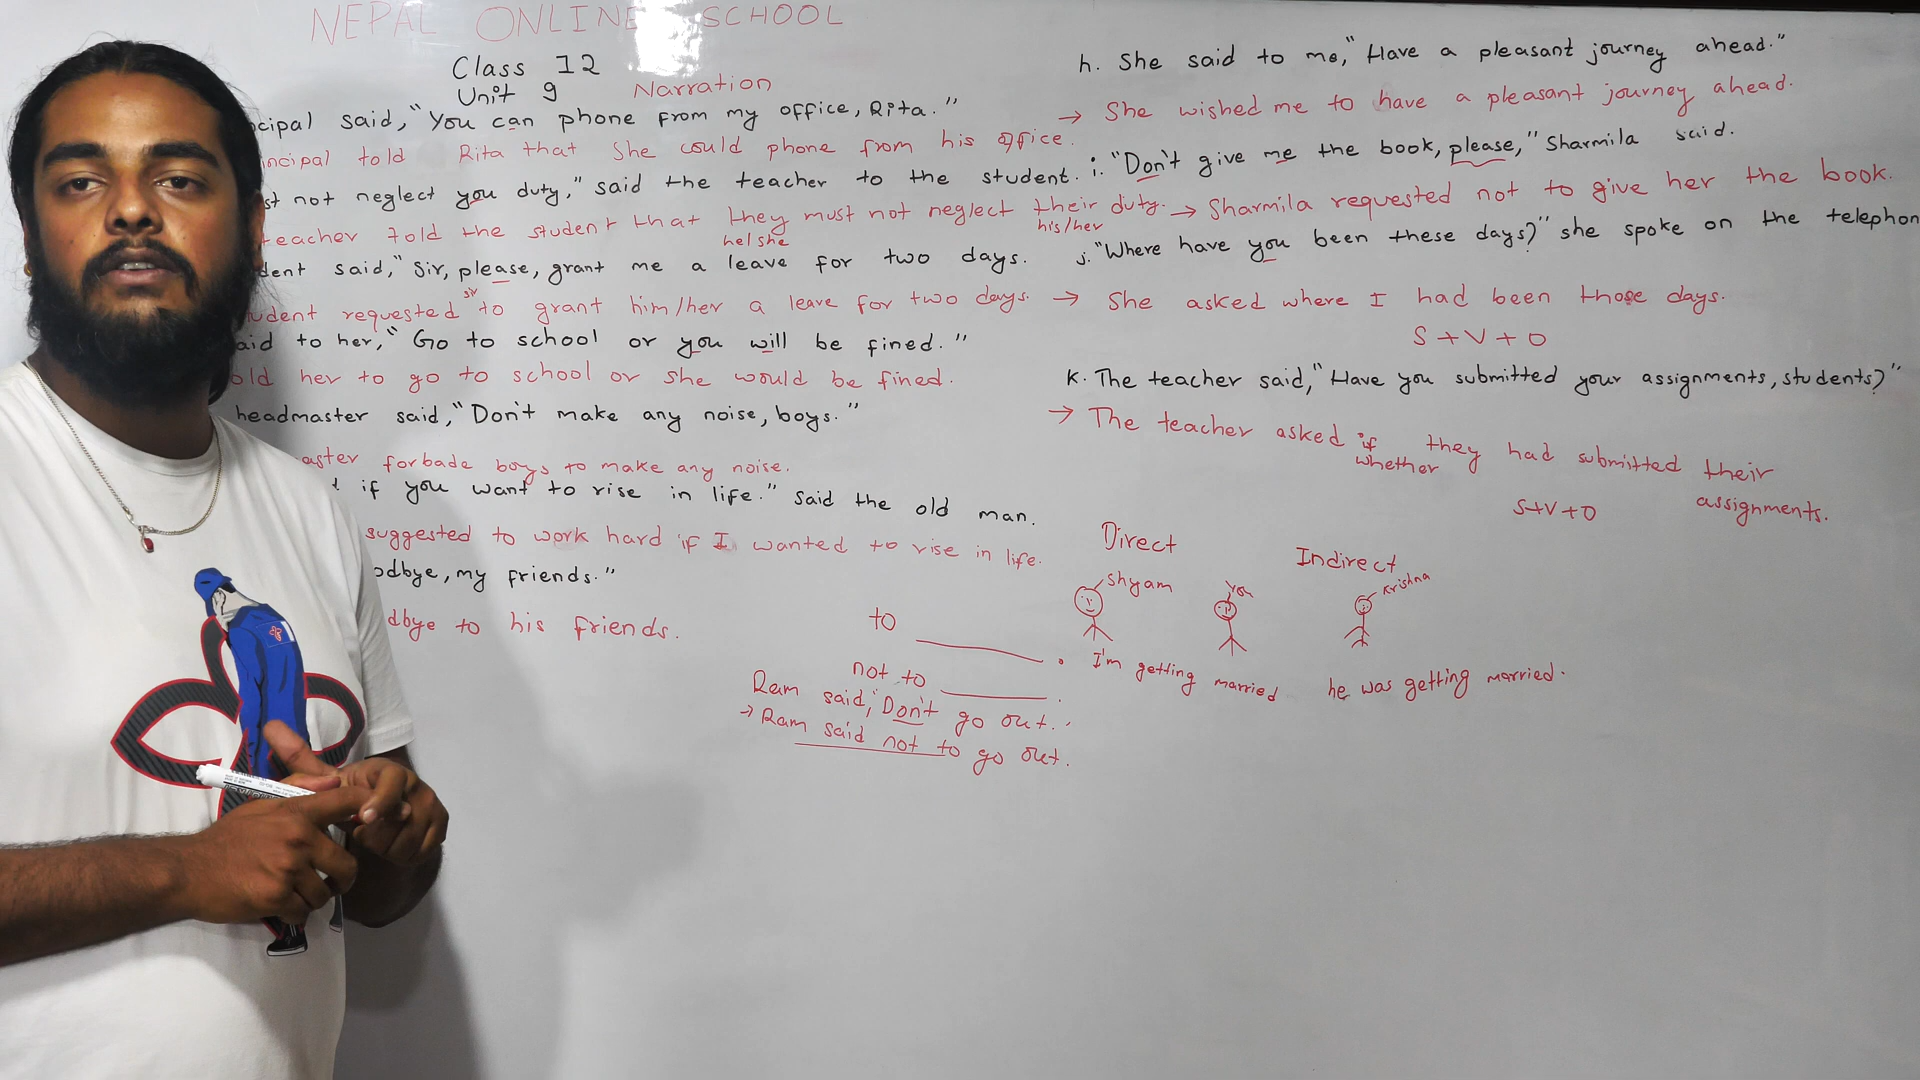 NEPAL ONLINE SCHOOL
Class 12
Unit 9 Narration
cipal said, "You can phone from my office, Rita."
incipal told Rita that She could phone from his office.
st not neglect you duty," said the teacher to the student.
teacher told the student that they must not neglect their duty.
he/she his/her
dent said," Sir, please, grant me a leave for two days.
sir
udent requested to grant him/her a leave for two days.
aid to her," Go to school or you will be fined."
old her to go to school or she would be fined.
headmaster said, "Don't make any noise, boys."
aster forbade boys to make any noise.
if you want to rise in life." said the old man.
suggested to work hard if I wanted to rise in life.
odbye, my friends."
dbye to his friends.
to ________.
not to ________.
Ram said, "Don't go out."
→ Ram said not to go out.
h. She said to me, "Have a pleasant journey ahead."
→ She wished me to have a pleasant journey ahead.
i. "Don't give me the book, please," Sharmila said.
→ Sharmila requested not to give her the book.
j. "Where have you been these days?" she spoke on the telephon
→ She asked where I had been those days.
S + V + O
K. The teacher said, "Have you submitted your assignments, students?"
→ The teacher asked if they had submitted their
whether
assignments.
S+V+O
Direct Indirect
Shyam You Krishna
I'm getting married he was getting married.